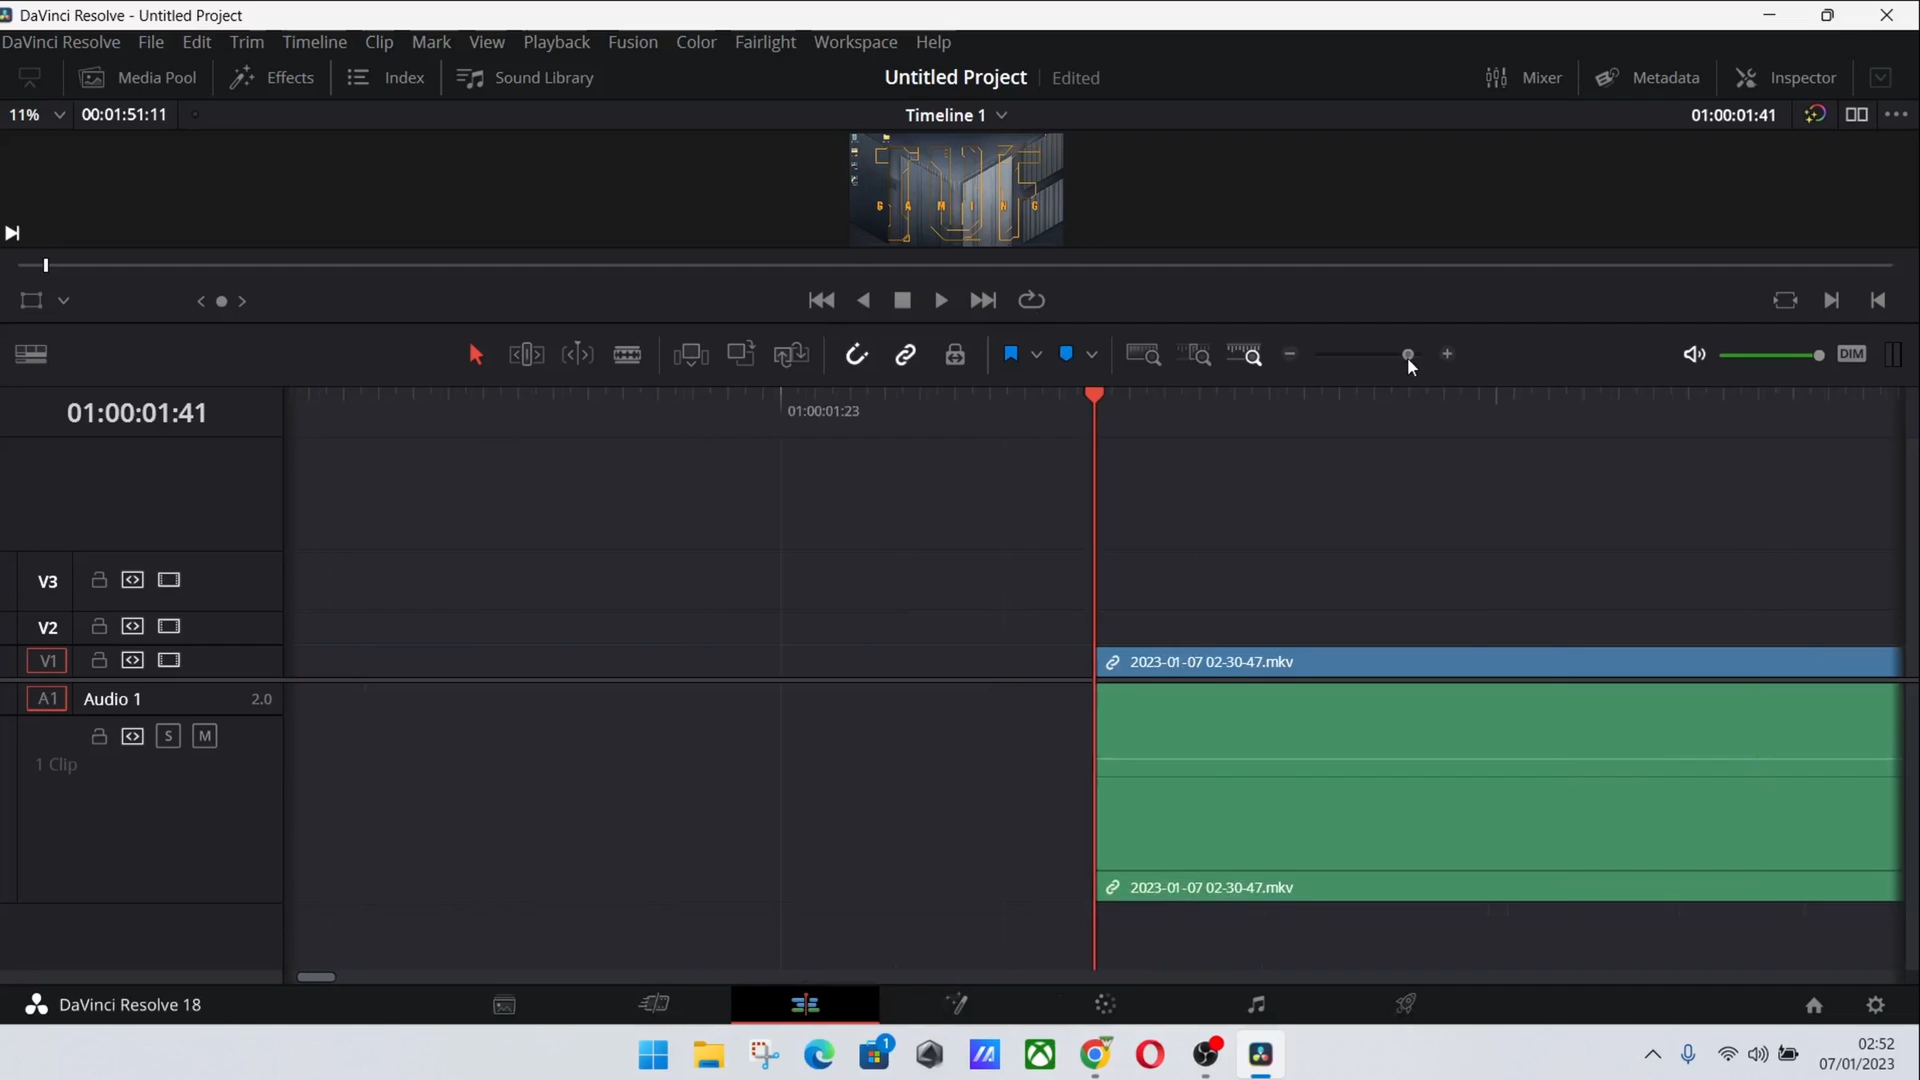 DaVinci Resolve - Untitled Project
DaVinci Resolve File Edit Trim Timeline Clip Mark View Playback Fusion Color Fairlight Workspace Help
Media Pool Effects Index Sound Library Untitled Project Edited Mixer Metadata Inspector
11% 00:01:51:11 Timeline 1 01:00:01:41
GAMING
DIM
01:00:01:41 01:00:01:23
V3
V2
V1 2023-01-07 02-30-47.mkv
A1 Audio 1 2.0
S M
1 Clip
2023-01-07 02-30-47.mkv
DaVinci Resolve 18
1
02:52
07/01/2023